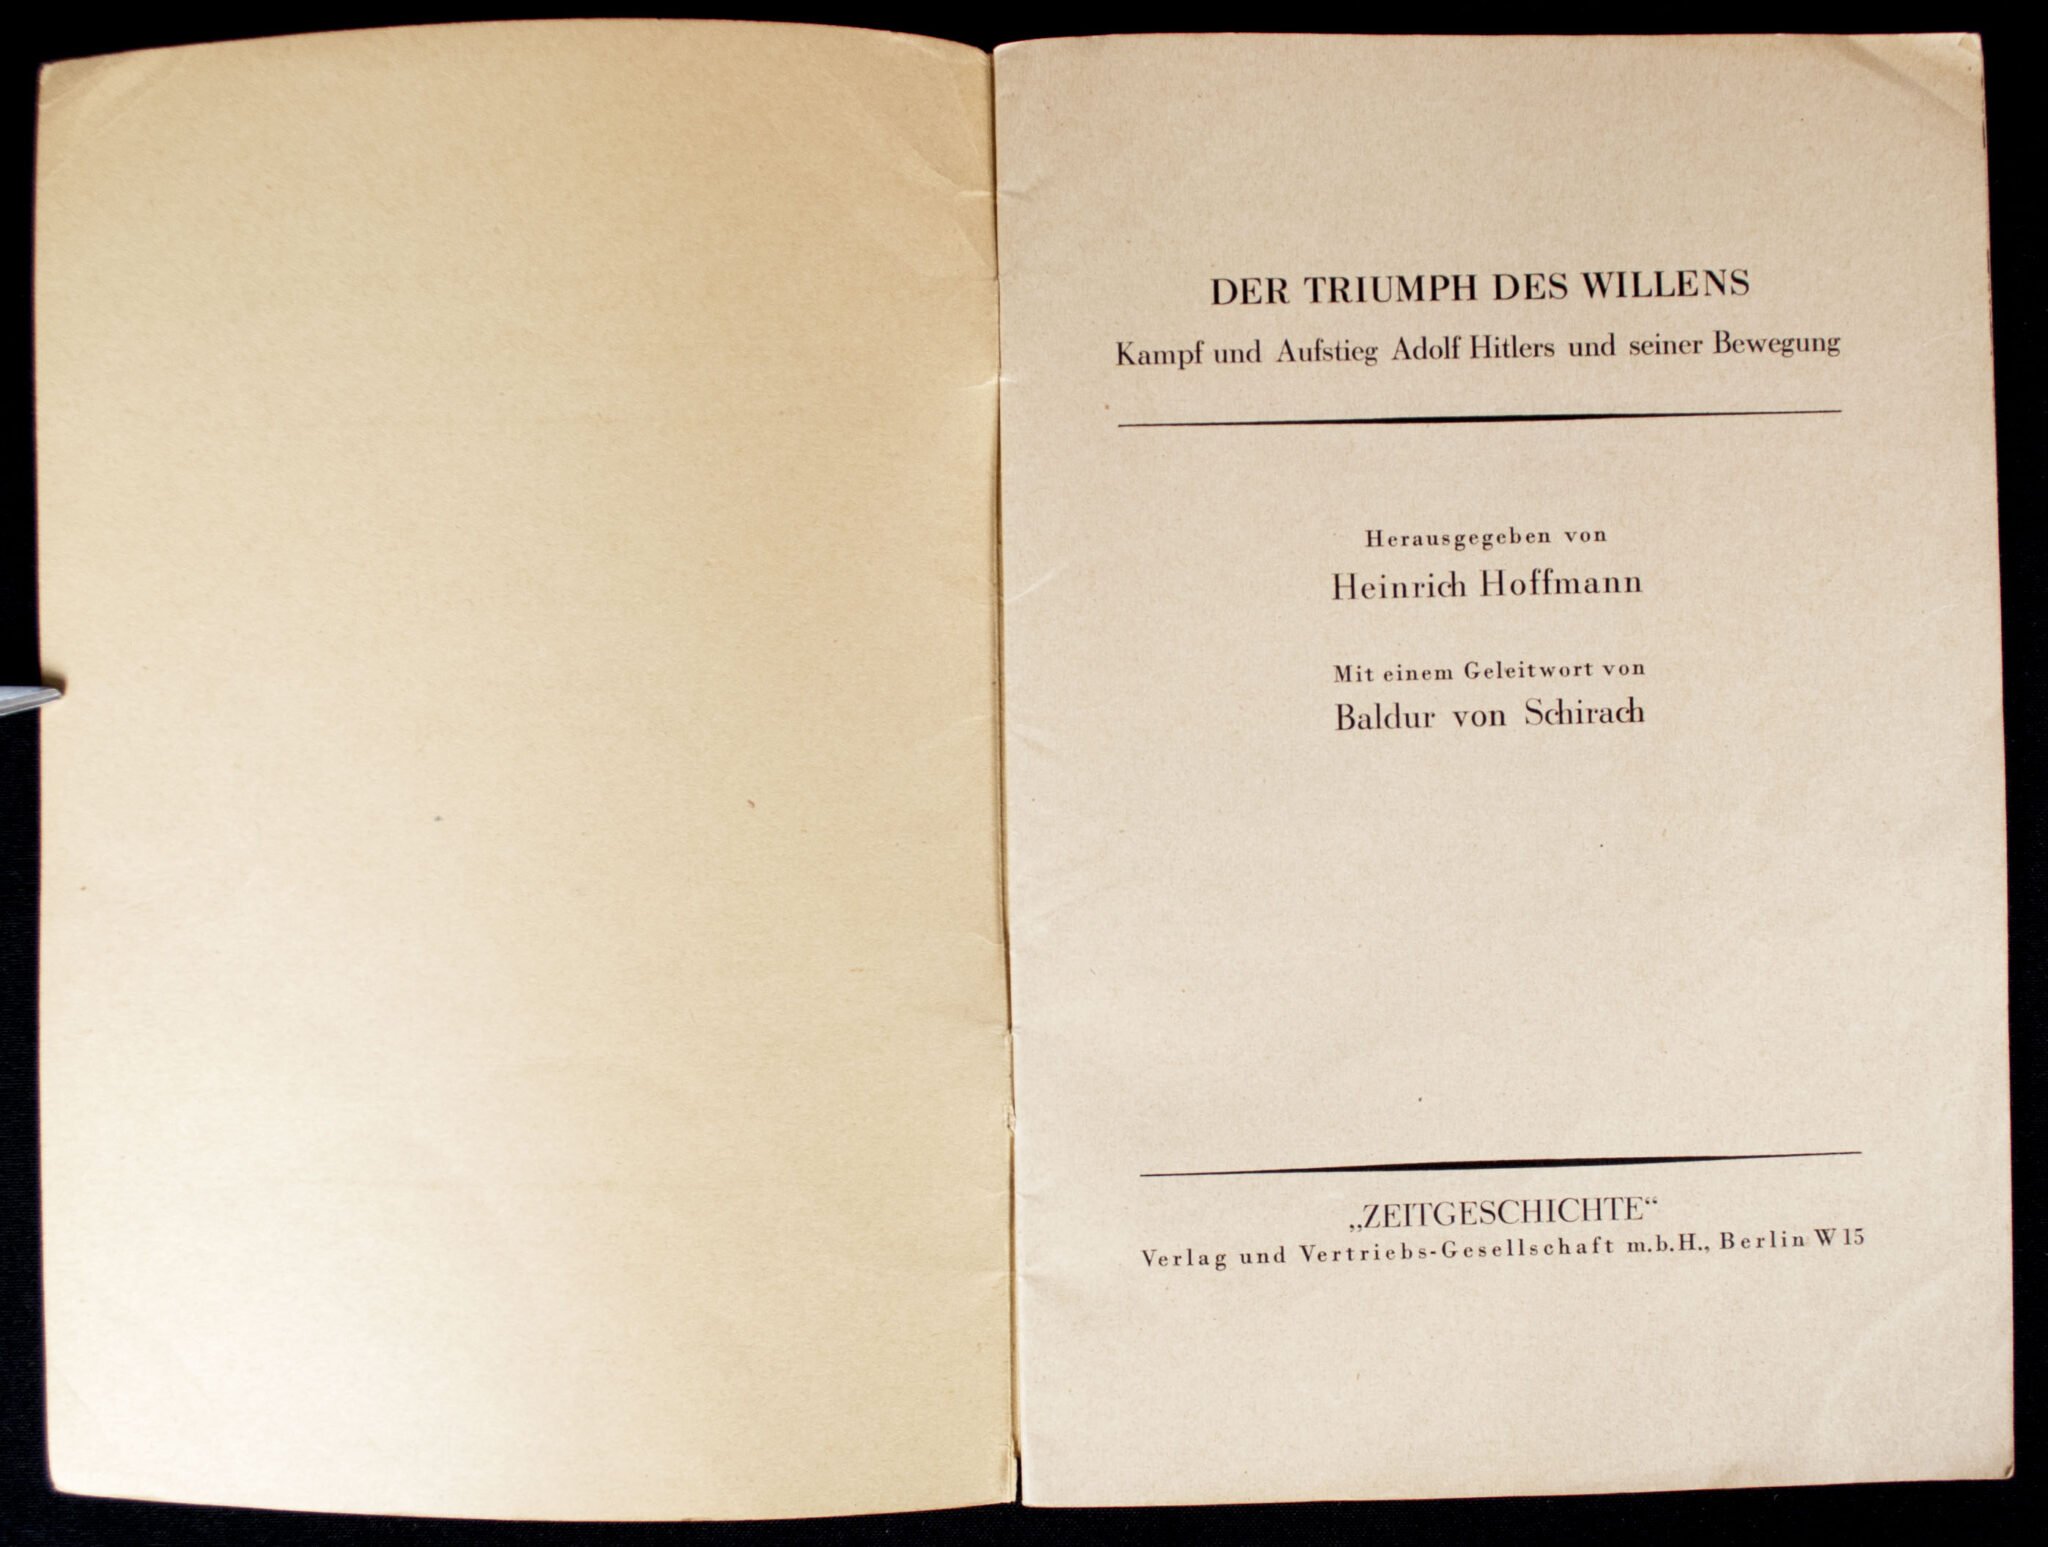 DER TRIUMPH DES WILLENS
Kampf und Aufstieg Adolf Hitlers und seiner Bewegung
Herausgegeben von
Heinrich Hoffmann
Mit einem Geleitwort von
Baldur von Schirach
„ZEITGESCHICHTE“
Verlag und Vertriebs-Gesellschaft m.b.H., Berlin W 15